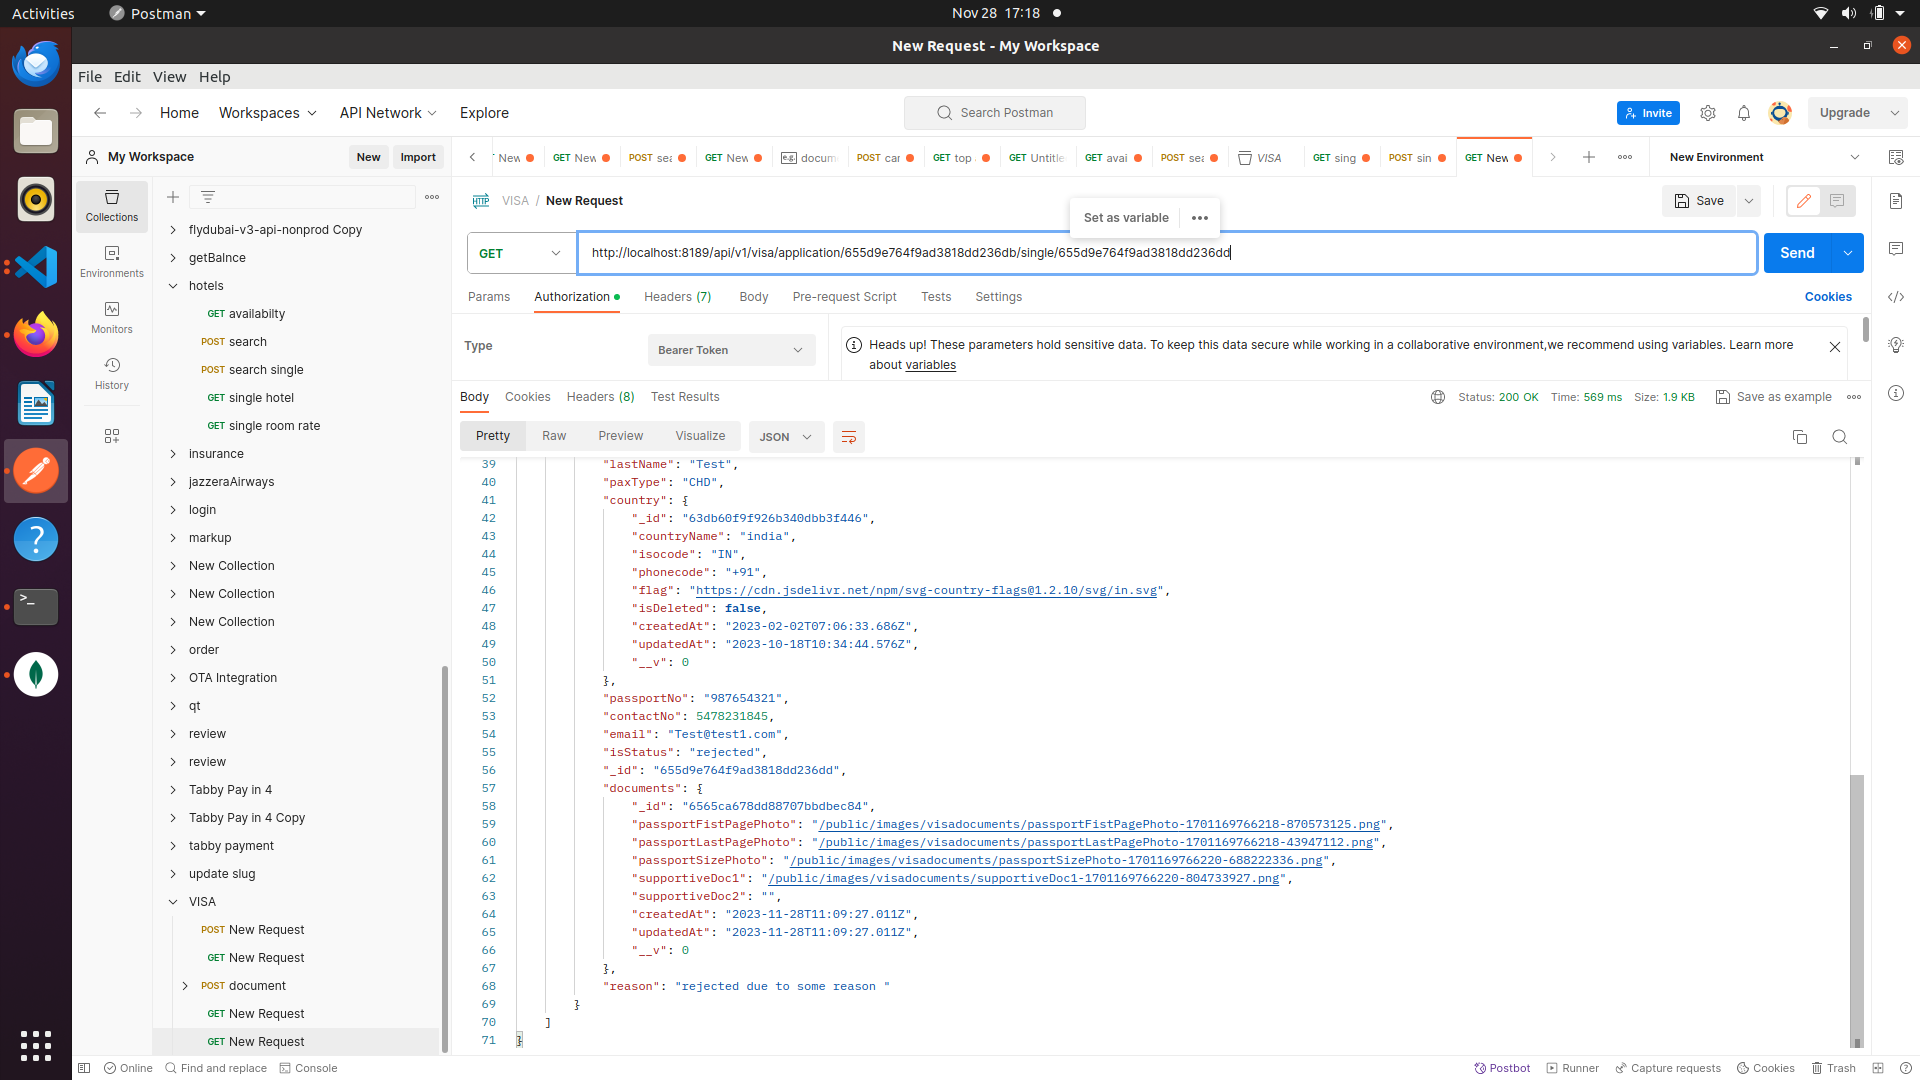 Activities
Postman
Nov 28 17:18
New Request - My Workspace
File Edit View Help
Home Workspaces API Network Explore
Search Postman
Invite
Upgrade
My Workspace
New Import
New
GET New
POST sea
GET New
e.g. docum
POST car
GET top
GET Untitle
GET avai
POST sea
VISA
GET sing
POST sin
GET New
New Environment
Collections
Environments
Monitors
History
flydubai-v3-api-nonprod Copy
getBalnce
hotels
GET availabilty
POST search
POST search single
GET single hotel
GET single room rate
insurance
jazzeraAirways
login
markup
New Collection
New Collection
New Collection
order
OTA Integration
qt
review
review
Tabby Pay in 4
Tabby Pay in 4 Copy
tabby payment
update slug
VISA
POST New Request
GET New Request
POST document
GET New Request
GET New Request
HTTP VISA / New Request
Set as variable
Save
GET
http://localhost:8189/api/v1/visa/application/655d9e764f9ad3818dd236db/single/655d9e764f9ad3818dd236dd
Send
Params Authorization Headers (7) Body Pre-request Script Tests Settings
Cookies
Type
Bearer Token
Heads up! These parameters hold sensitive data. To keep this data secure while working in a collaborative environment,we recommend using variables. Learn more
about variables
Body Cookies Headers (8) Test Results
Status: 200 OK Time: 569 ms Size: 1.9 KB
Save as example
Pretty Raw Preview Visualize JSON
39 "lastName": "Test",
40 "paxType": "CHD",
41 "country": {
42 "_id": "63db60f9f926b340dbb3f446",
43 "countryName": "india",
44 "isocode": "IN",
45 "phonecode": "+91",
46 "flag": "https://cdn.jsdelivr.net/npm/svg-country-flags@1.2.10/svg/in.svg",
47 "isDeleted": false,
48 "createdAt": "2023-02-02T07:06:33.686Z",
49 "updatedAt": "2023-10-18T10:34:44.576Z",
50 "__v": 0
51 },
52 "passportNo": "987654321",
53 "contactNo": 5478231845,
54 "email": "Test@test1.com",
55 "isStatus": "rejected",
56 "_id": "655d9e764f9ad3818dd236dd",
57 "documents": {
58 "_id": "6565ca678dd88707bbdbec84",
59 "passportFistPagePhoto": "/public/images/visadocuments/passportFistPagePhoto-1701169766218-870573125.png",
60 "passportLastPagePhoto": "/public/images/visadocuments/passportLastPagePhoto-1701169766218-43947112.png",
61 "passportSizePhoto": "/public/images/visadocuments/passportSizePhoto-1701169766220-688222336.png",
62 "supportiveDoc1": "/public/images/visadocuments/supportiveDoc1-1701169766220-804733927.png",
63 "supportiveDoc2": "",
64 "createdAt": "2023-11-28T11:09:27.011Z",
65 "updatedAt": "2023-11-28T11:09:27.011Z",
66 "__v": 0
67 },
68 "reason": "rejected due to some reason "
69 }
70 ]
71 }
Online
Find and replace
Console
Postbot
Runner
Capture requests
Cookies
Trash